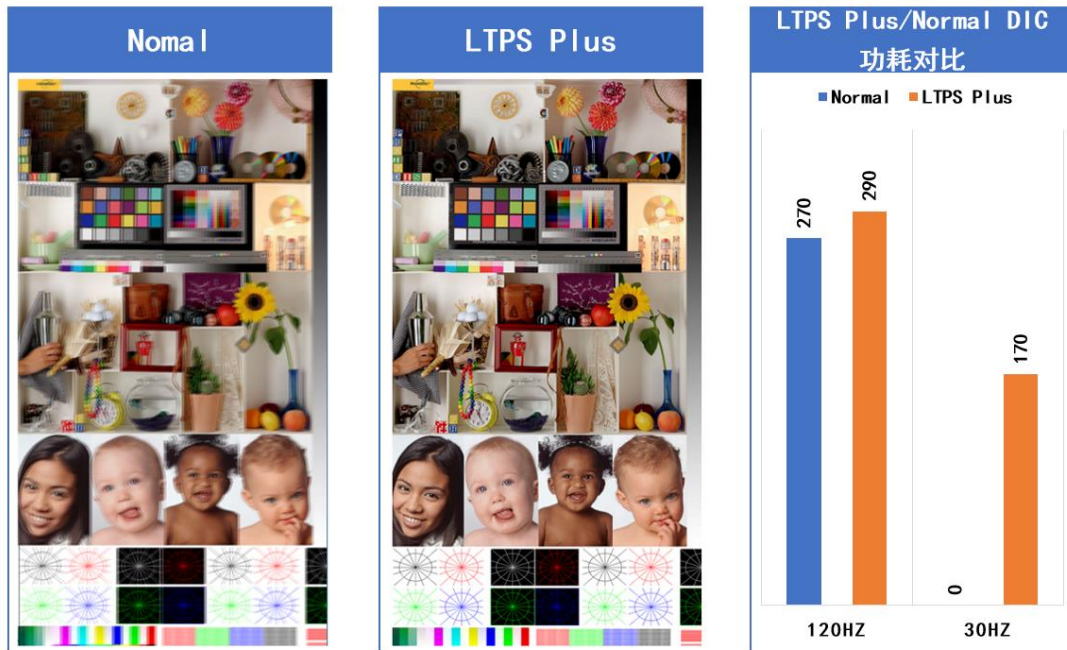 Nomal
LTPS Plus
LTPS Plus/Normal DIC
功耗对比
Normal
LTPS Plus
270
290
0
170
120HZ
30HZ